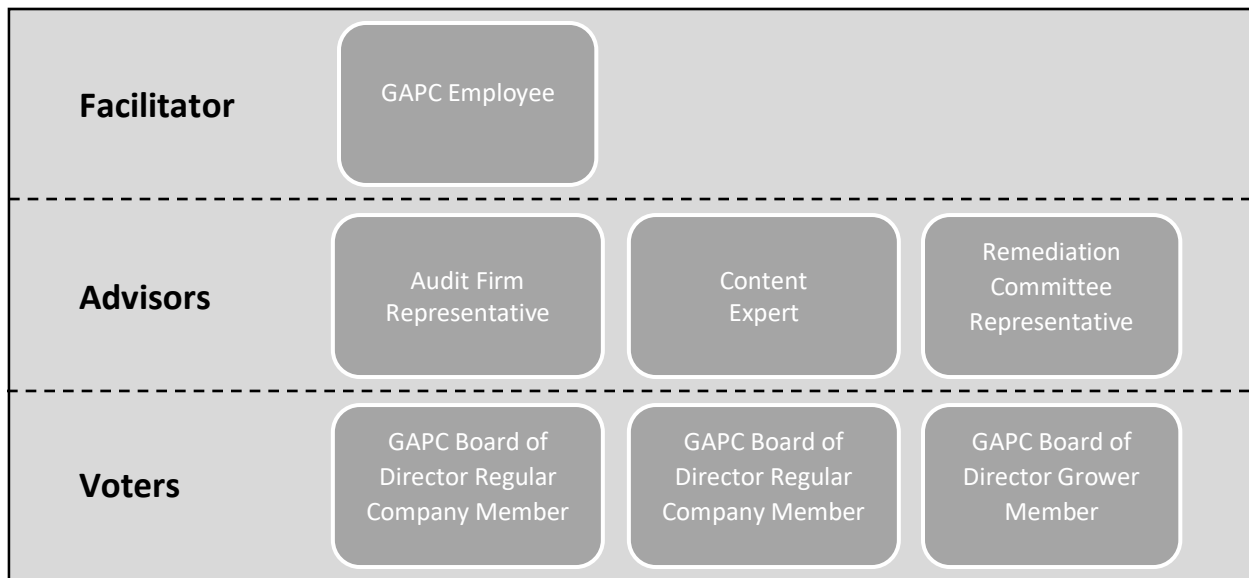 Facilitator
GAPC Employee
Advisors
Audit Firm
Representative
Content
Expert
Remediation
Committee
Representative
Voters
GAPC Board of
Director Regular
Company Member
GAPC Board of
Director Regular
Company Member
GAPC Board of
Director Grower
Member